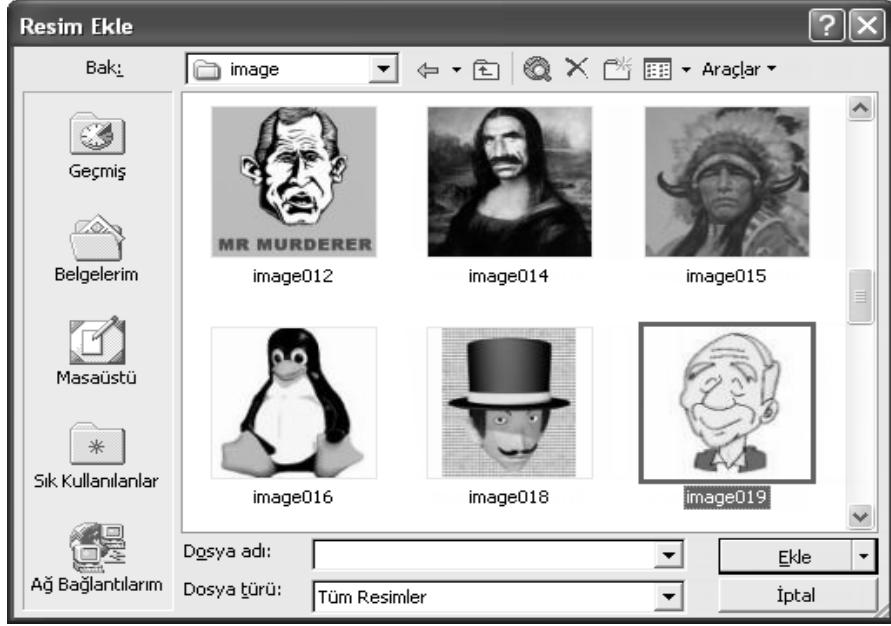 Resim Ekle
Bak:
image
Araçlar
Geçmiş
Belgelerim
Masaüstü
Sık Kullanılanlar
Ağ Bağlantılarım
MR MURDERER
image012
image014
image015
image016
image018
image019
Dosya adı:
Ekle
Dosya türü:
Tüm Resimler
İptal